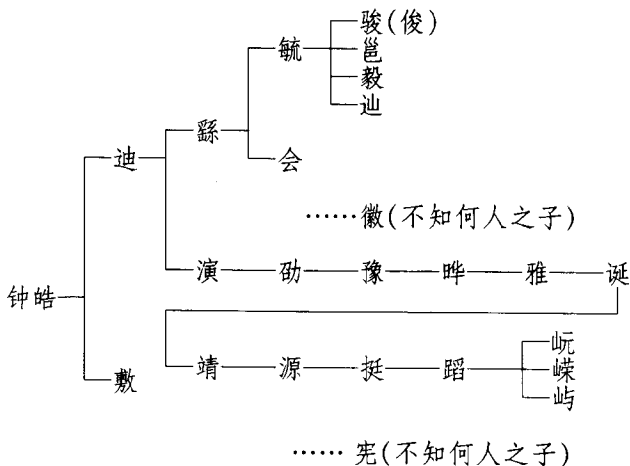 骏(俊)
毓 邕
毅
迪 繇 辿
会
……徽(不知何人之子)
演 劭 豫 晔 雅 诞
钟皓
敷 靖 源 挺 蹈 岏
嵘
屿
……宪(不知何人之子)